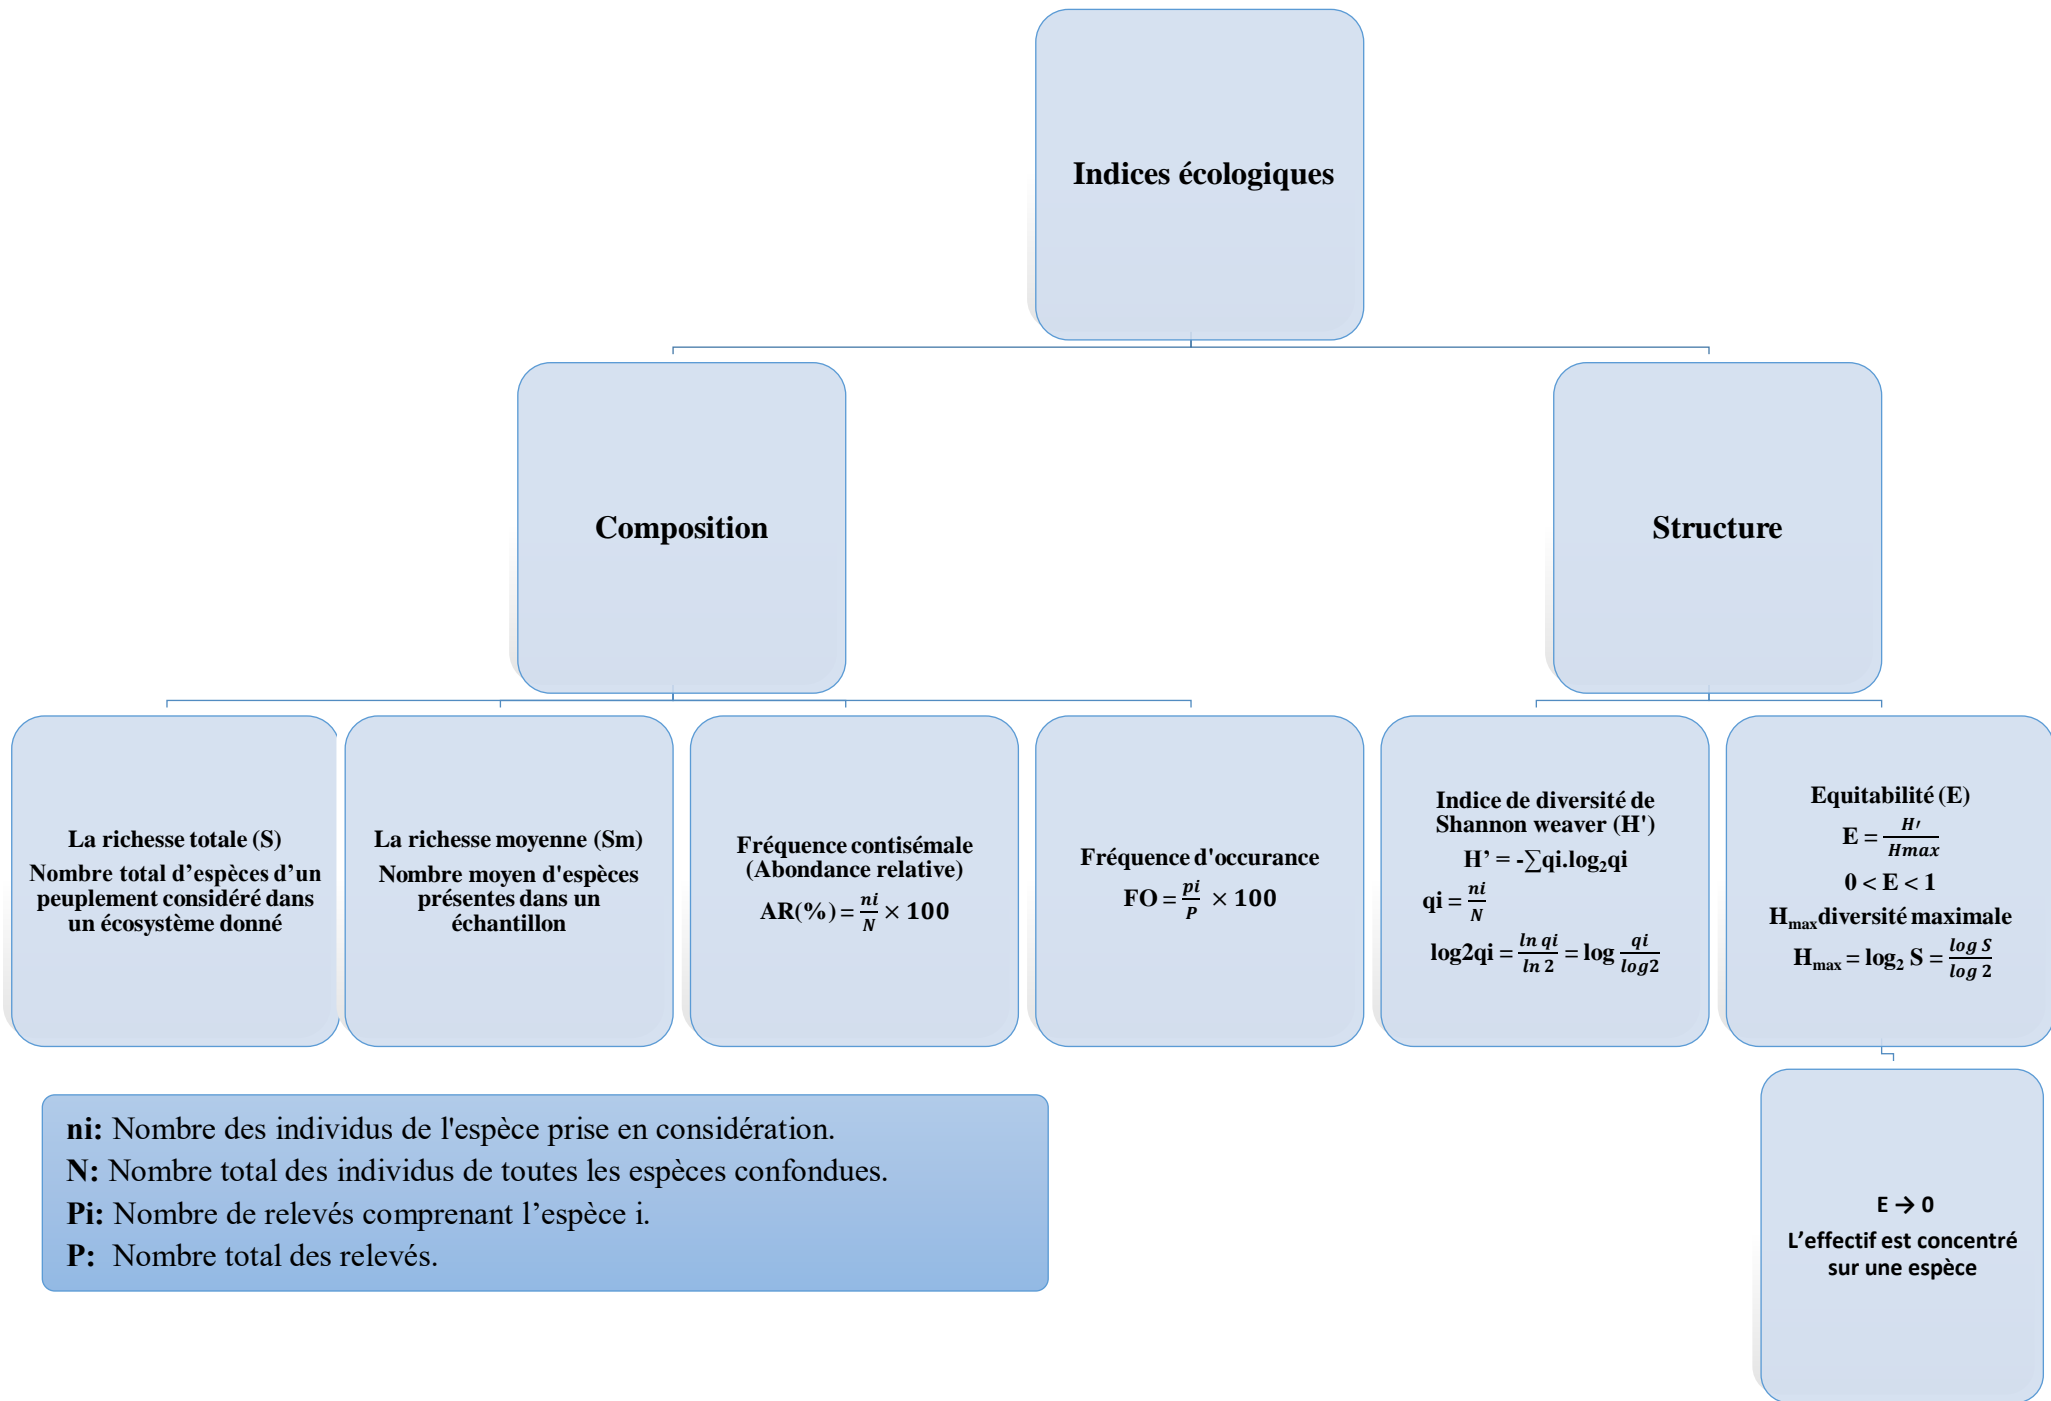 Indices écologiques
Composition
Structure
La richesse totale (S)
Nombre total d’espèces d’un
peuplement considéré dans
un écosystème donné
La richesse moyenne (Sm)
Nombre moyen d'espèces
présentes dans un
échantillon
Fréquence contisémale
(Abondance relative)
AR(%) = ni/N × 100
Fréquence d'occurance
FO = pi/P × 100
Indice de diversité de
Shannon weaver (H')
H’ = -∑qi.log₂qi
qi = ni/N
log2qi = ln qi/ln 2 = log qi/log2
Equitabilité (E)
E = H′/Hmax
0 < E < 1
Hmaxdiversité maximale
Hmax = log₂ S = log S/log 2
E → 0
L’effectif est concentré
sur une espèce
ni: Nombre des individus de l'espèce prise en considération.
N: Nombre total des individus de toutes les espèces confondues.
Pi: Nombre de relevés comprenant l’espèce i.
P: Nombre total des relevés.